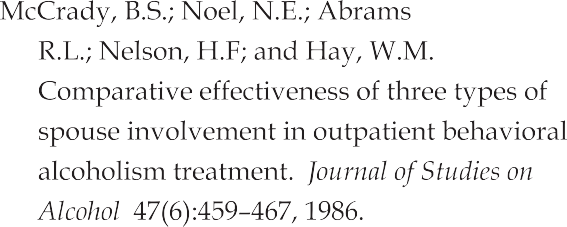 McCrady, B.S.; Noel, N.E.; Abrams
R.L.; Nelson, H.F; and Hay, W.M.
Comparative effectiveness of three types of
spouse involvement in outpatient behavioral
alcoholism treatment. Journal of Studies on
Alcohol 47(6):459–467, 1986.